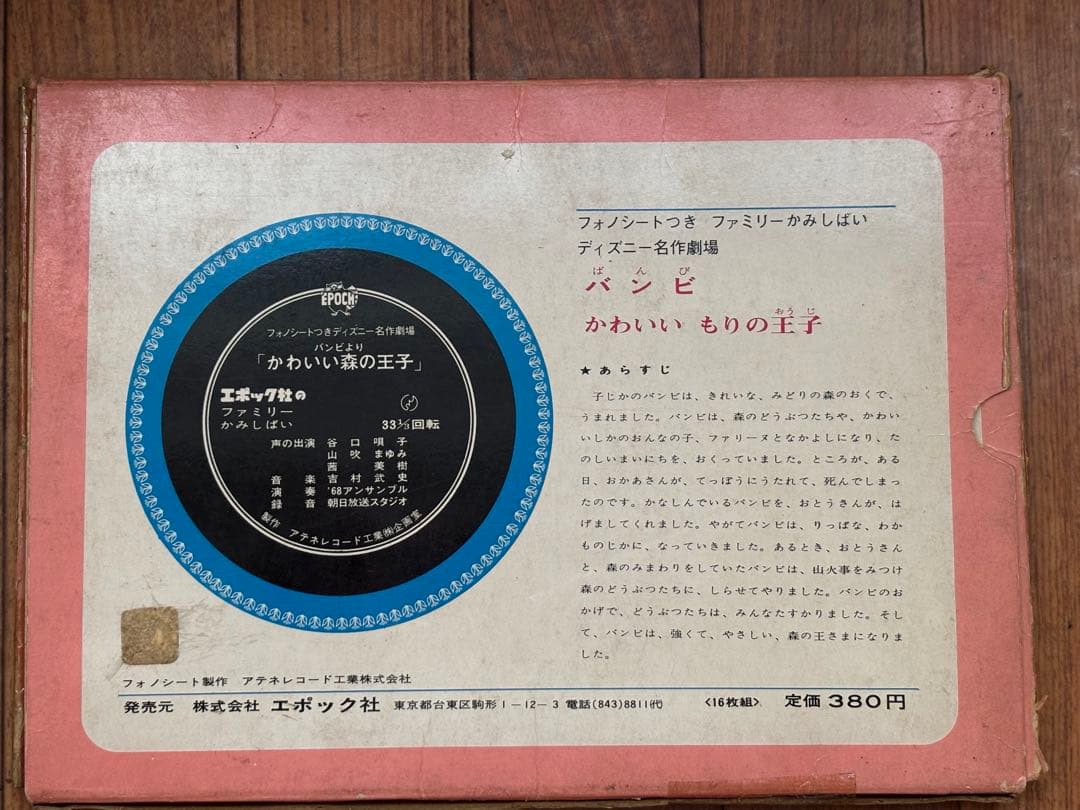 EPOCH
フォノシートつきディズニー名作劇場
バンビより
「かわいい森の王子」
エポック社の
ファミリー
かみしばい
33 1/3回転
声の出演 谷口唄子
山吹まゆみ
茜美樹
音楽 吉村武史
演奏 '68アンサンブル
録音 朝日放送スタジオ
製作 アテネレコード工業㈱企画室
フォノシートつき ファミリーかみしばい
ディズニー名作劇場
ばんび
バンビ
おうじ
かわいい もりの王子
★あらすじ
子じかのバンビは、きれいな、みどりの森のおくで、
うまれました。バンビは、森のどうぶつたちや、かわい
いしかのおんなの子、ファリーヌとなかよしになり、た
のしいまいにちを、おくっていました。ところが、ある
日、おかあさんが、てっぽうにうたれて、死んでしまっ
たのです。かなしんでいるバンビを、おとうさんが、は
げましてくれました。やがてバンビは、りっぱな、わか
ものじかに、なっていきました。あるとき、おとうさん
と、森のみまわりをしていたバンビは、山火事をみつけ
森のどうぶつたちに、しらせてやりました。バンビのお
かげで、どうぶつたちは、みんなたすかりました。そし
て、バンビは、強くて、やさしい、森の王さまになりま
した。
フォノシート製作 アテネレコード工業株式会社
発売元 株式会社 エポック社 東京都台東区駒形1-12-3 電話(843)8811(代) <16枚組> 定価380円